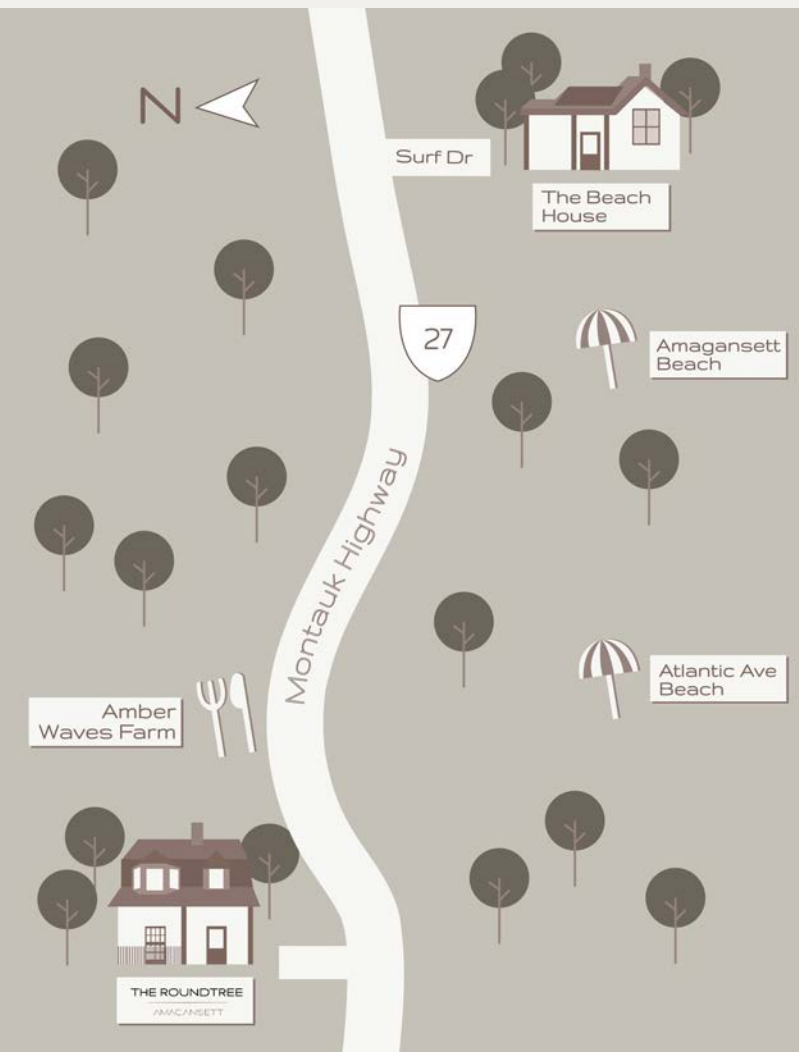 N
Surf Dr
The Beach
House
27
Amagansett
Beach
Montauk Highway
Atlantic Ave
Beach
Amber
Waves Farm
THE ROUNDTREE
AMAGANSETT